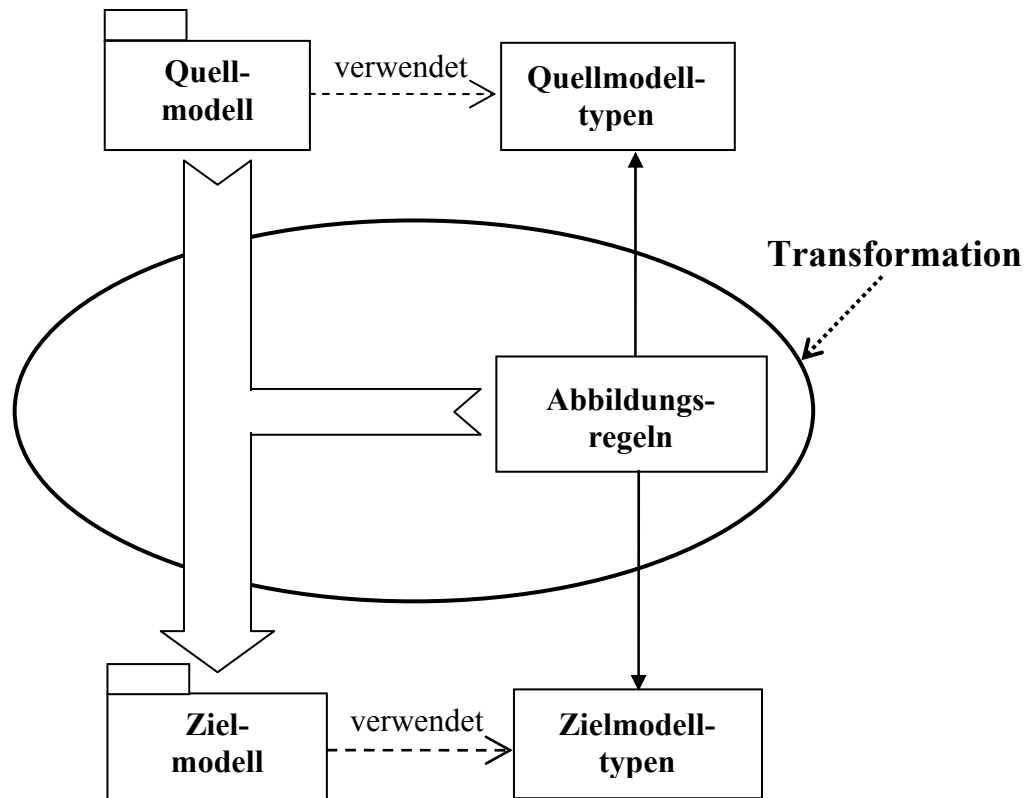 Quell-
modell
verwendet
Quellmodell-
typen
Transformation
Abbildungs-
regeln
Ziel-
modell
verwendet
Zielmodell-
typen